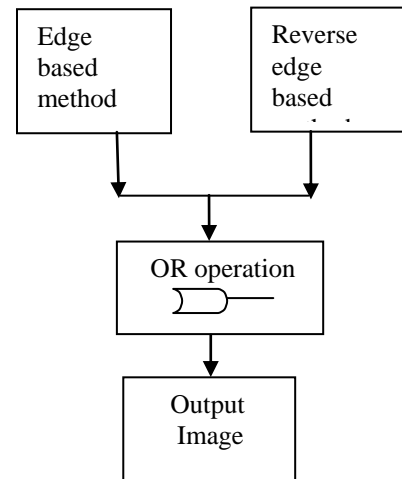 Edge
based
method
Reverse
edge
based
OR operation
Output
Image